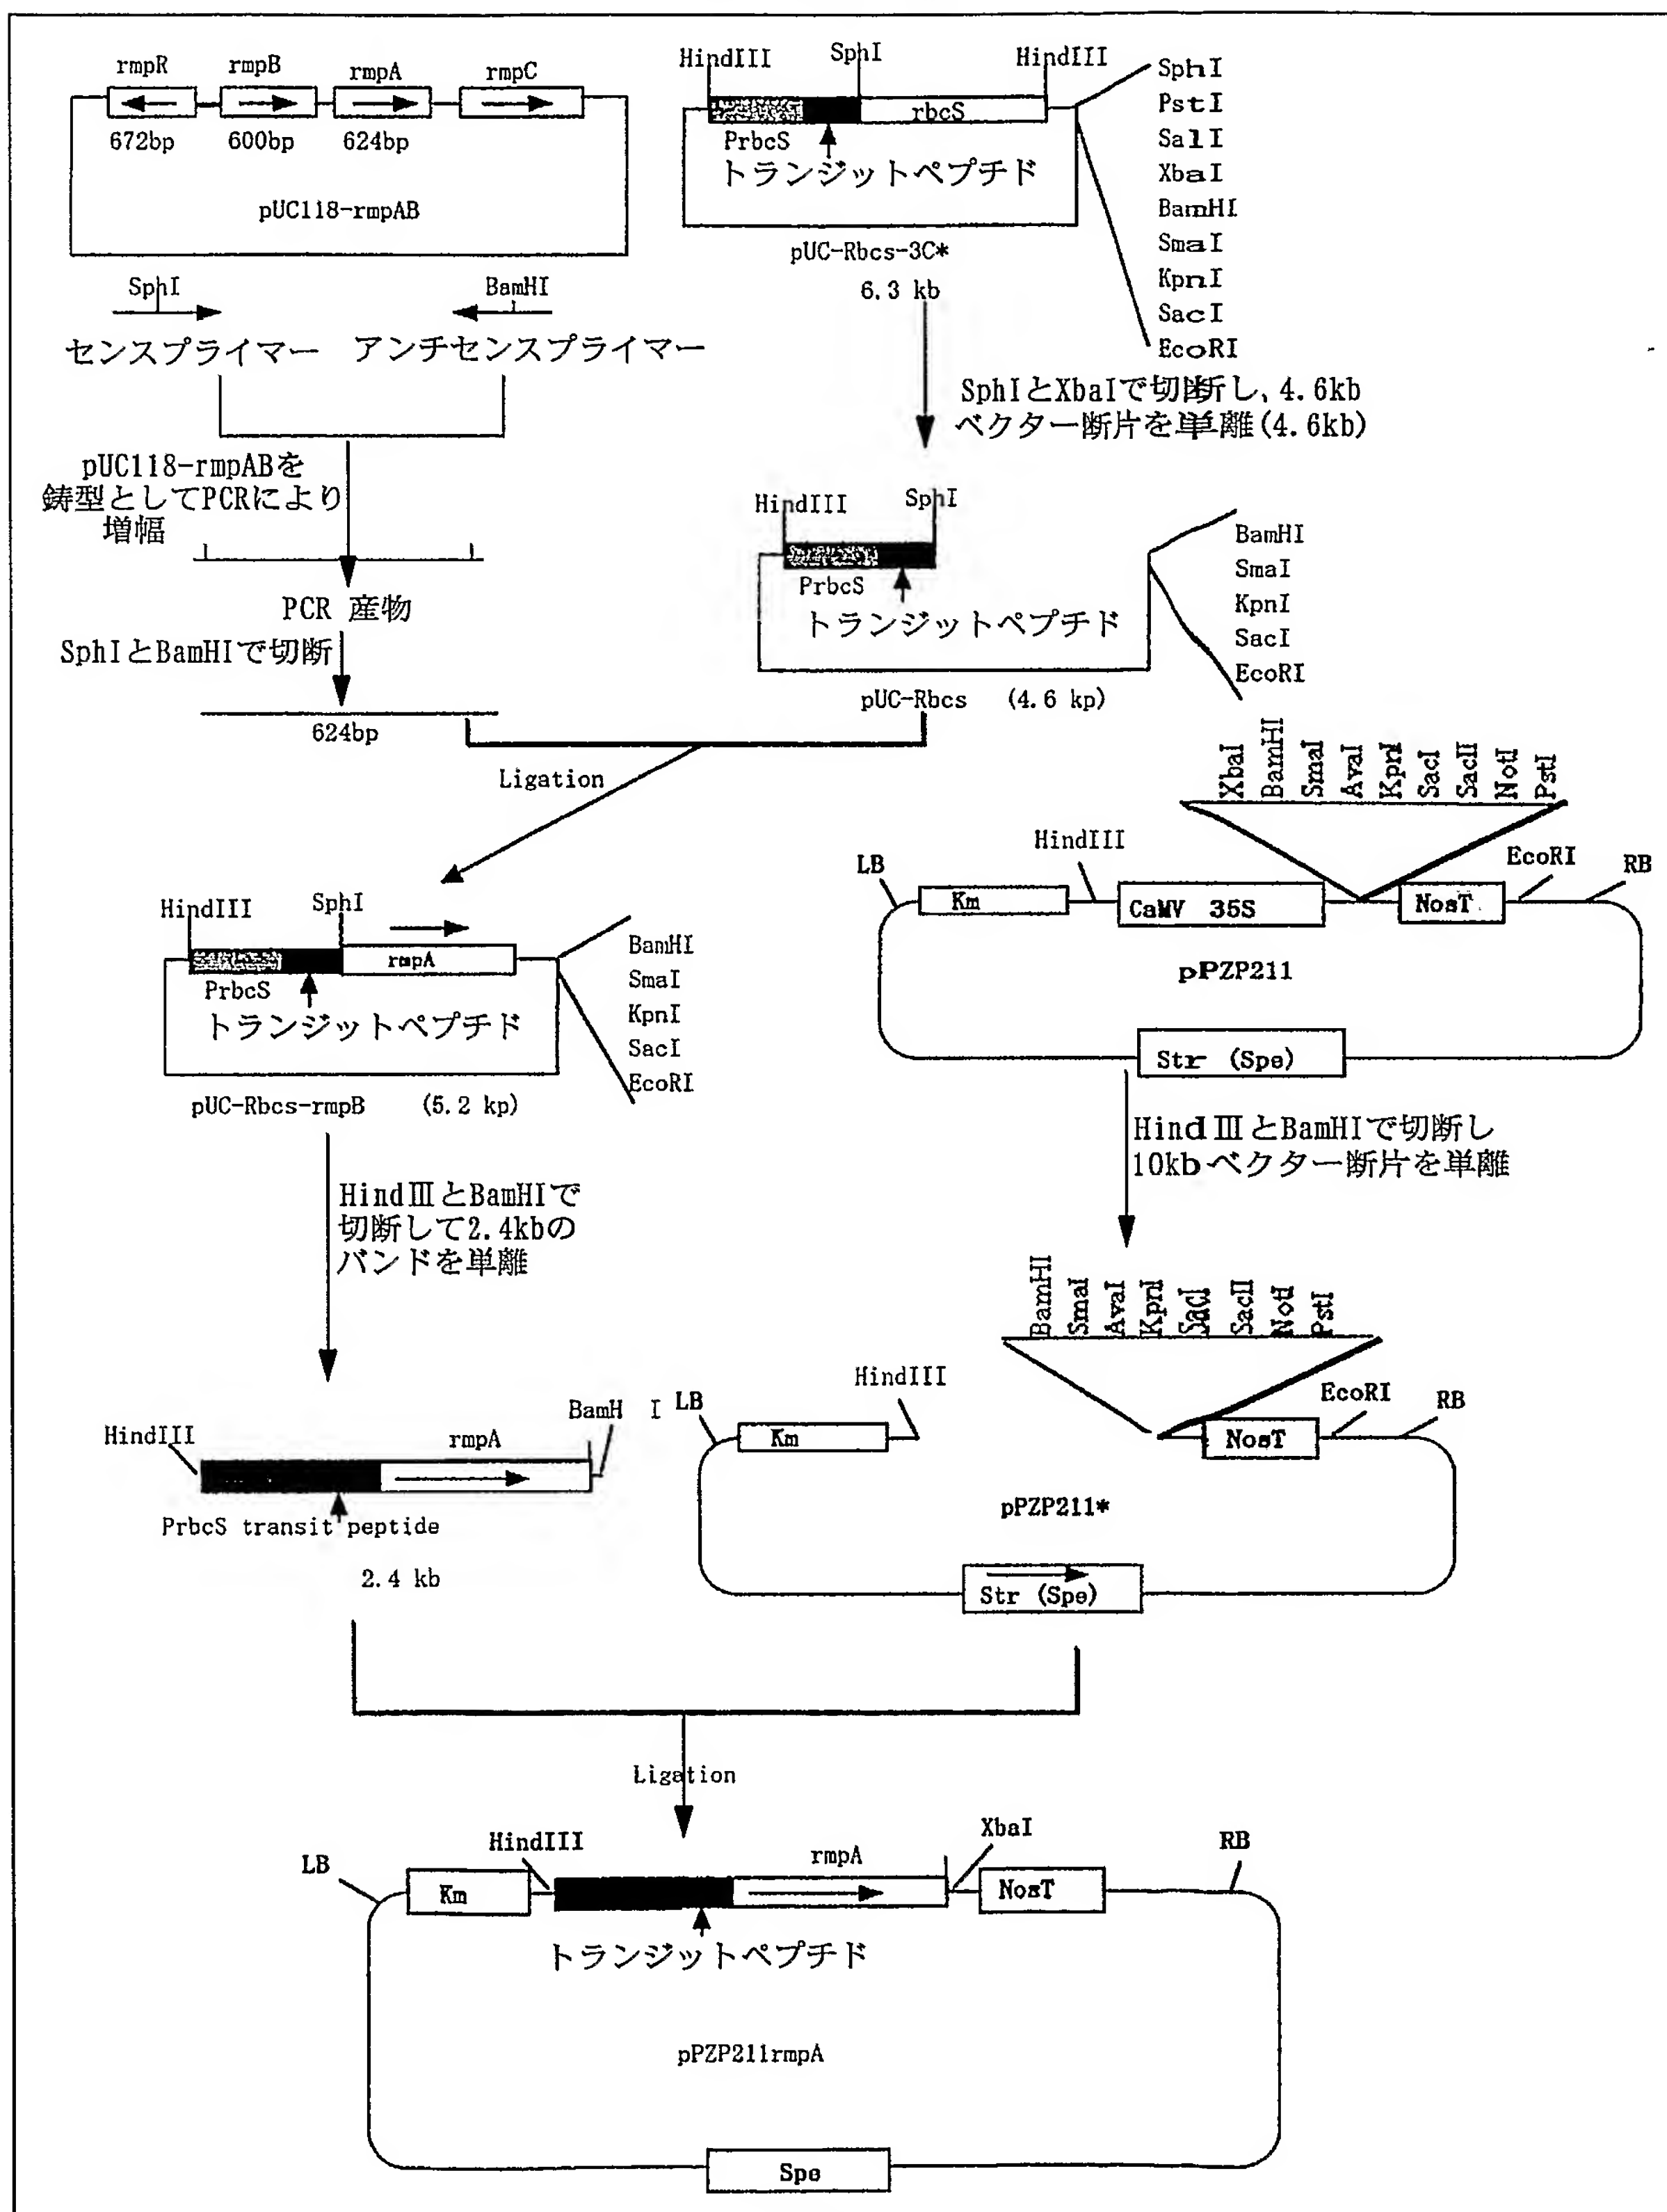 rmpR rmpB rmpA rmpC
672bp 600bp 624bp
pUC118-rmpAB
SphI BamHI
センスプライマー アンチセンスプライマー
pUC118-rmpABを
鋳型としてPCRにより
増幅
PCR 産物
SphIとBamHIで切断
624bp
HindIII SphI HindIII
rbcS
PrbcS
トランジットペプチド
pUC-Rbcs-3C*
6.3 kb
SphI
PstI
SalI
XbaI
BamHI
SmaI
KpnI
SacI
EcoRI
SphIとXbaIで切断し、4.6kb
ベクター断片を単離(4.6kb)
HindIII SphI
PrbcS
トランジットペプチド
pUC-Rbcs (4.6 kp)
BamHI
SmaI
KpnI
SacI
EcoRI
Ligation
HindIII SphI
rmpA
PrbcS
トランジットペプチド
pUC-Rbcs-rmpB (5.2 kp)
BamHI
SmaI
KpnI
SacI
EcoRI
XbaI
BamHI
SmaI
AvaI
KpnI
SacI
SacII
NotI
PstI
LB HindIII EcoRI RB
Km CaMV 35S NosT
pPZP211
Str (Spe)
HindⅢとBamHIで切断し
10kbベクター断片を単離
HindⅢとBamHIで
切断して2.4kbの
バンドを単離
BamHI
SmaI
AvaI
KpnI
SacI
SacII
NotI
PstI
LB HindIII EcoRI RB
Km NosT
pPZP211*
Str (Spe)
HindIII rmpA BamH I
PrbcS transit peptide
2.4 kb
Ligation
LB HindIII rmpA XbaI RB
Km NosT
トランジットペプチド
pPZP211rmpA
Spe